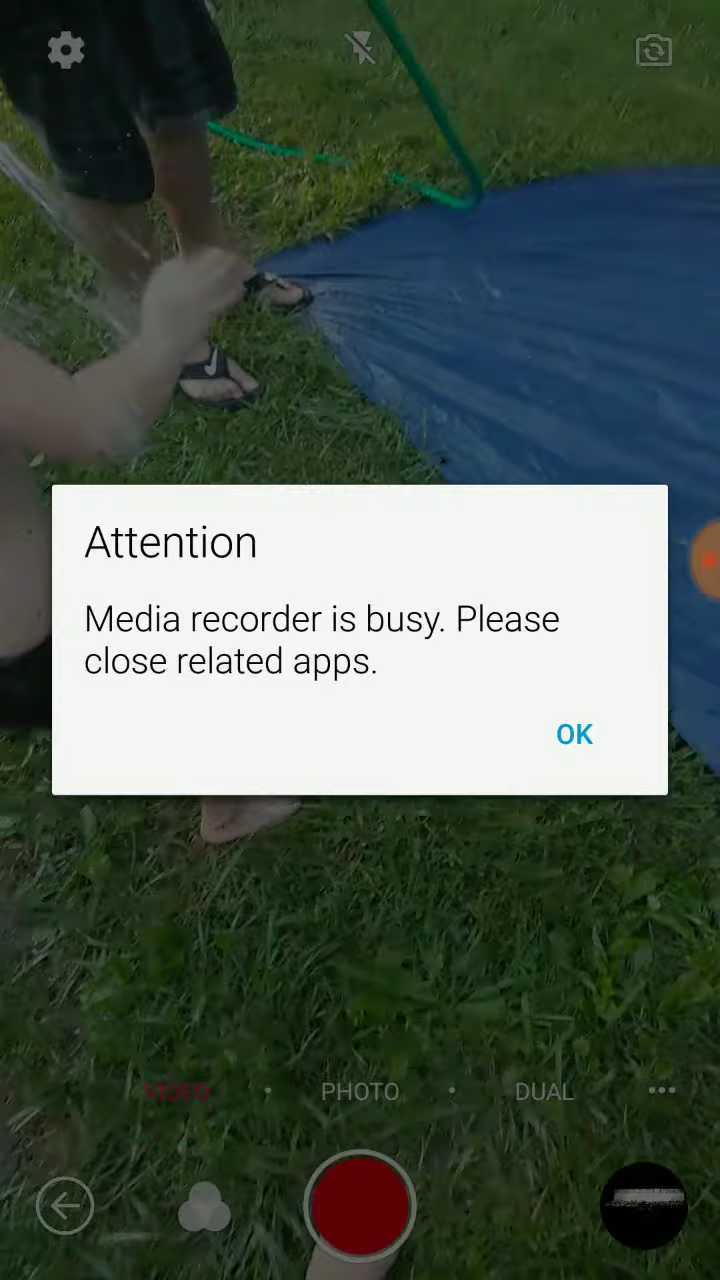 Attention
Media recorder is busy. Please
close related apps.
OK
VIDEO • PHOTO • DUAL •••